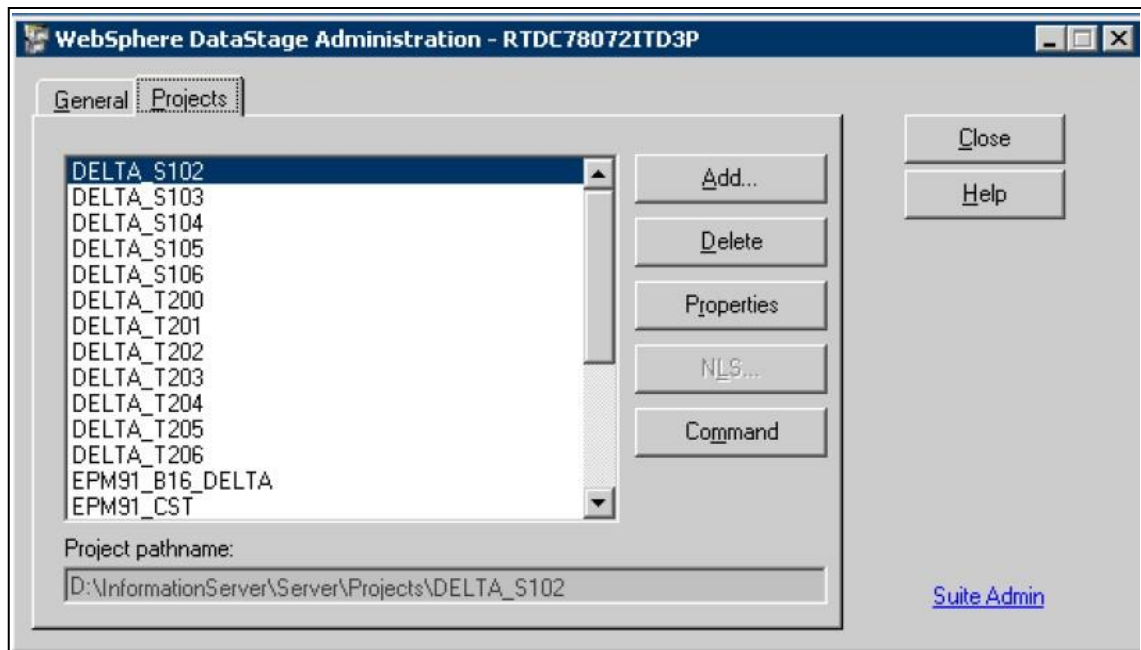 WebSphere DataStage Administration - RTDC78072ITD3P
General Projects
DELTA_S102
DELTA_S103
DELTA_S104
DELTA_S105
DELTA_S106
DELTA_T200
DELTA_T201
DELTA_T202
DELTA_T203
DELTA_T204
DELTA_T205
DELTA_T206
EPM91_B16_DELTA
EPM91_CST
Add...
Delete
Properties
NLS...
Command
Close
Help
Project pathname:
D:\InformationServer\Server\Projects\DELTA_S102
Suite Admin